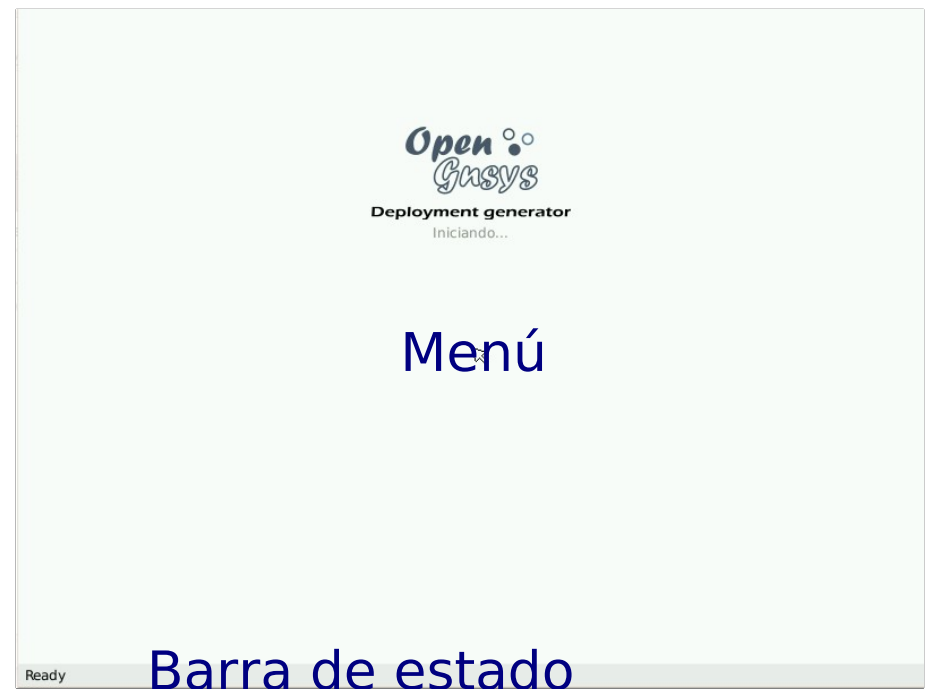 Open
Gnsys
Deployment generator
Iniciando...
Menú
Ready
Barra de estado